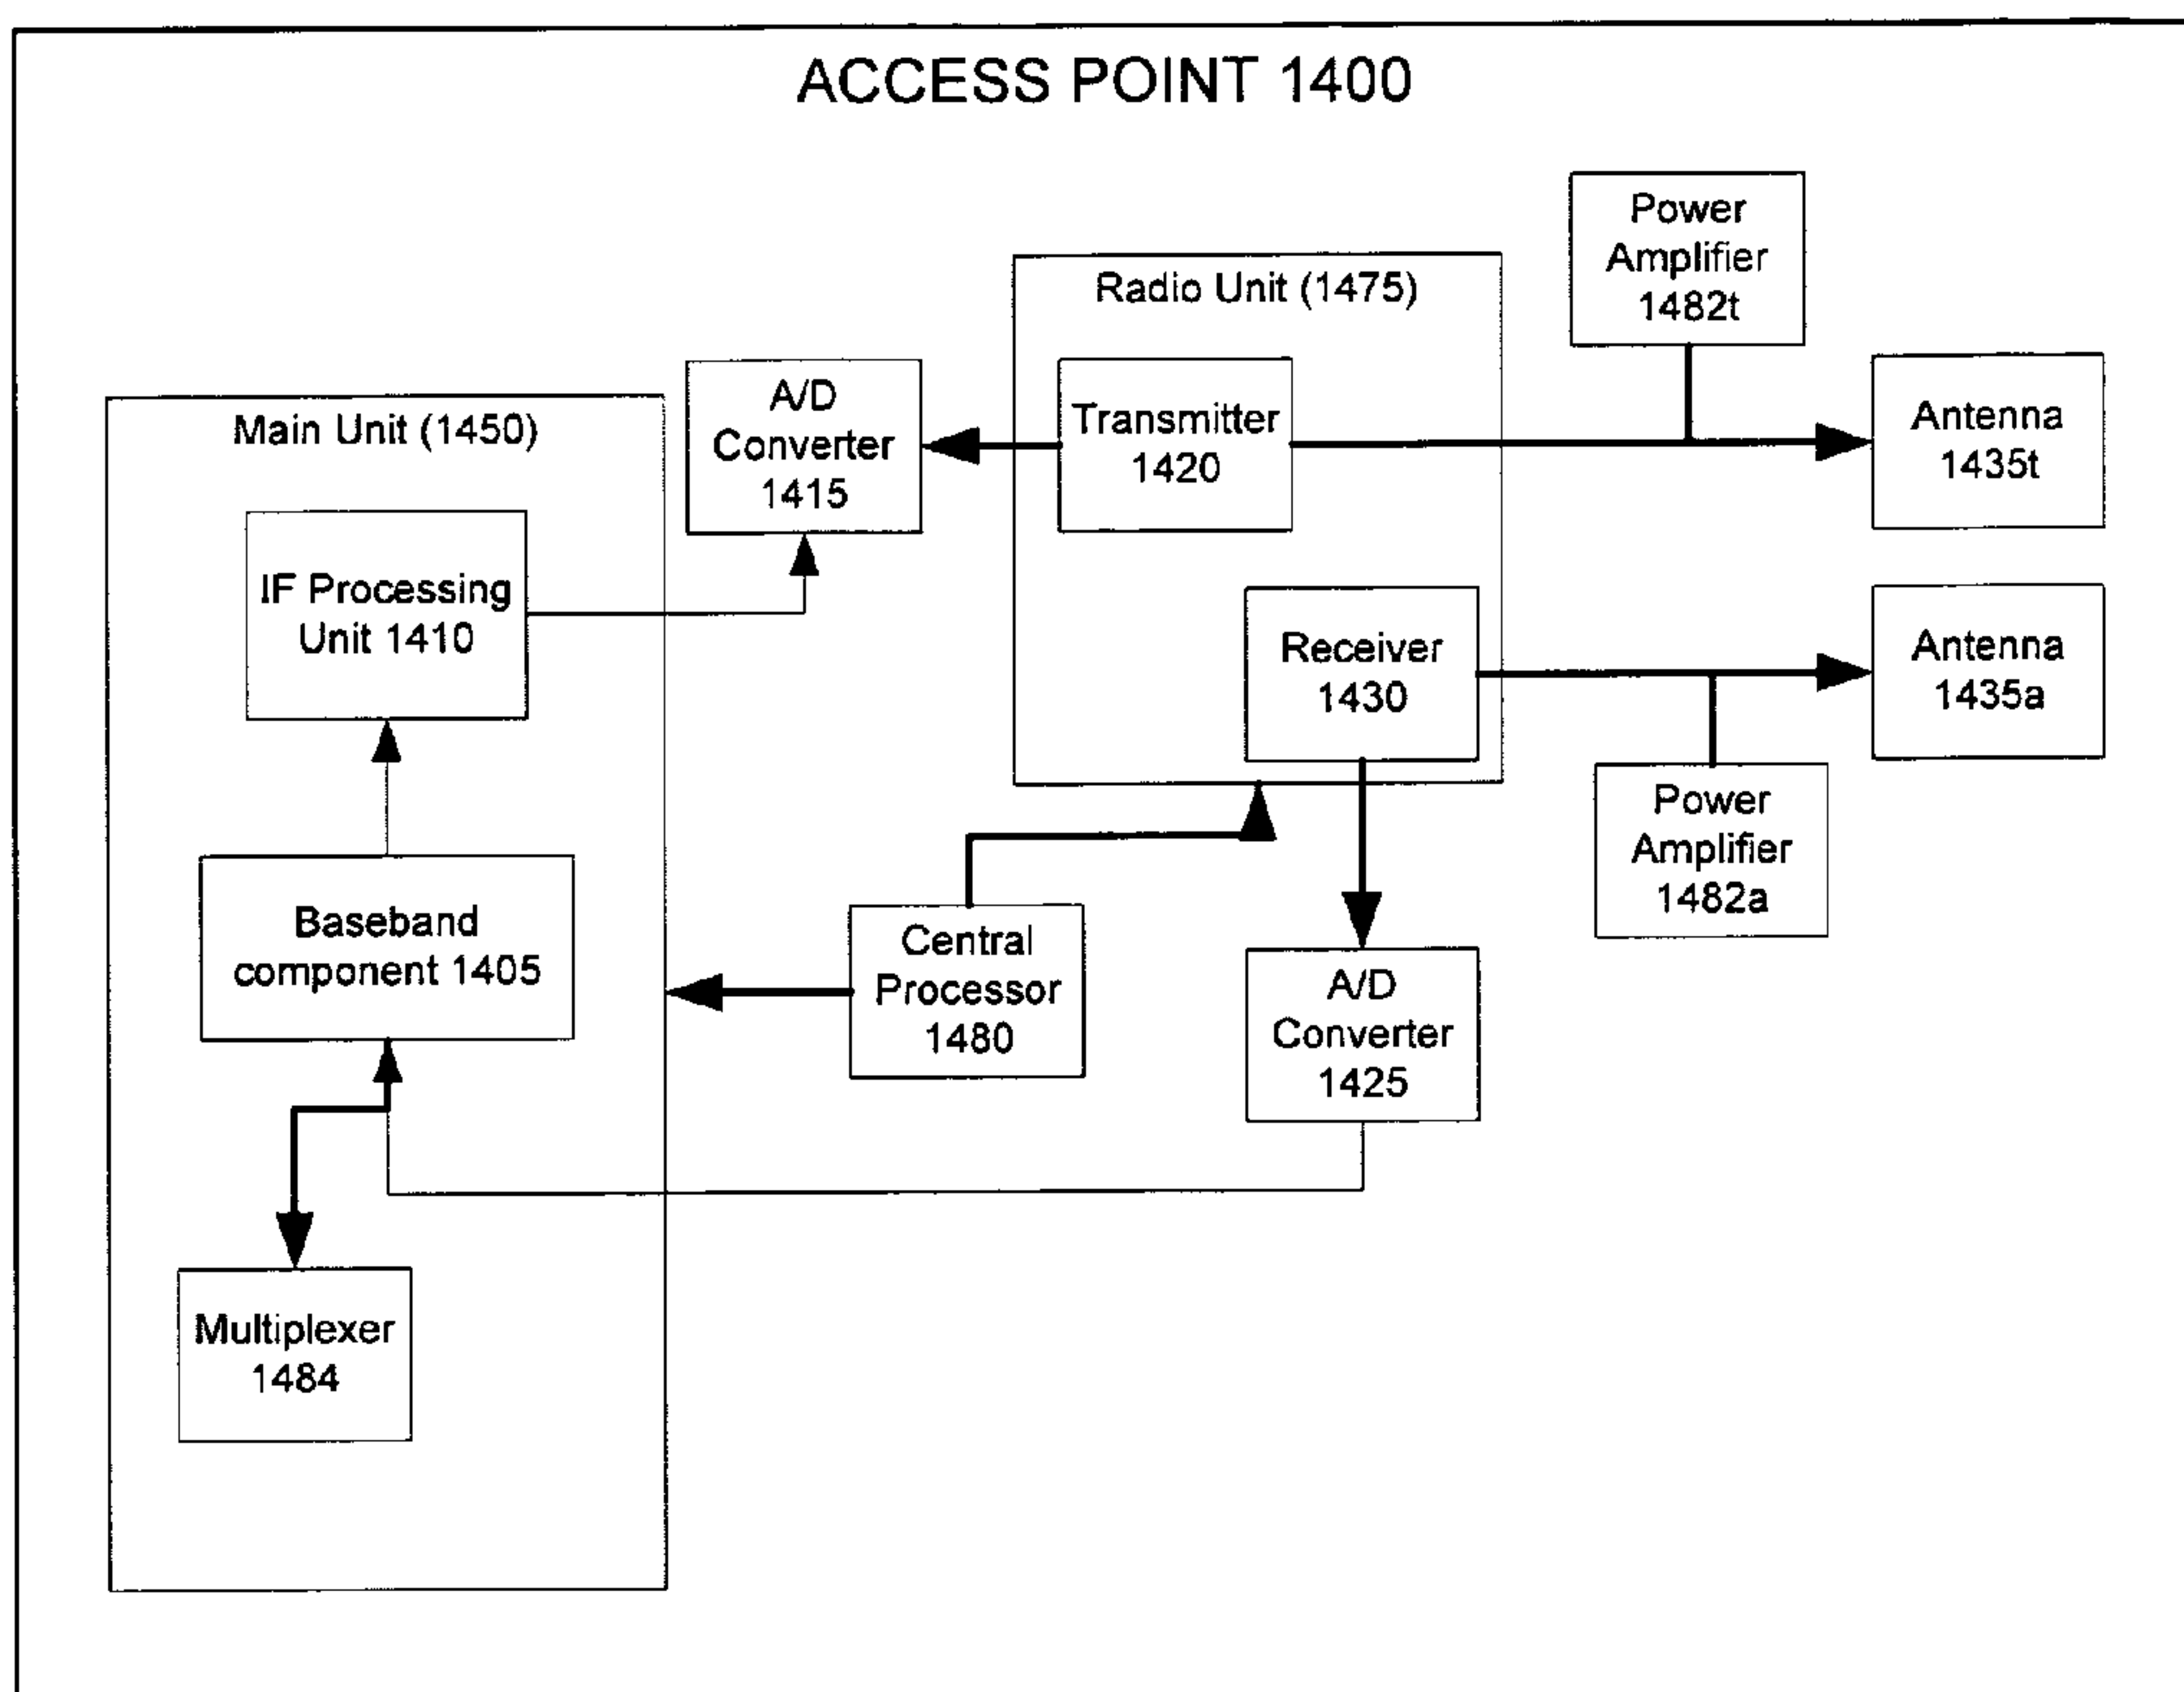 ACCESS POINT 1400
Power
Amplifier
1482t
Radio Unit (1475)
A/D
Converter
1415
Transmitter
1420
Antenna
1435t
Main Unit (1450)
IF Processing
Unit 1410
Receiver
1430
Antenna
1435a
Power
Amplifier
1482a
Baseband
component 1405
Central
Processor
1480
A/D
Converter
1425
Multiplexer
1484